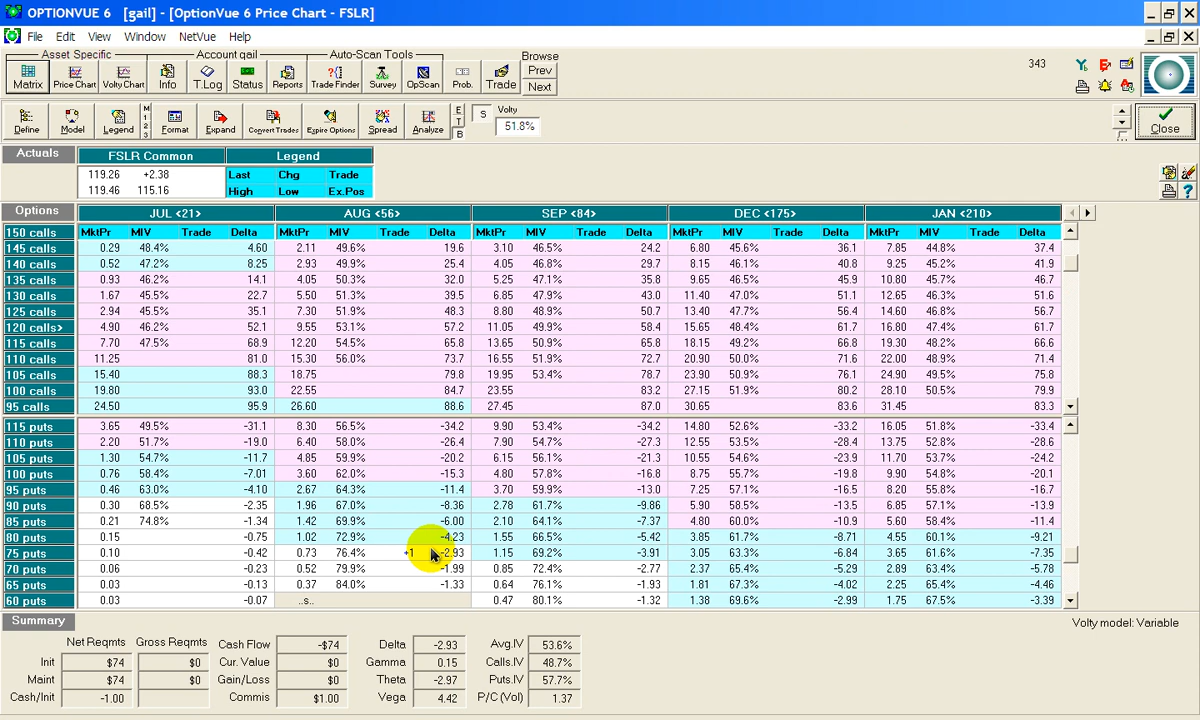 OPTIONVUE 6 [gail] - [OptionVue 6 Price Chart - FSLR]
File Edit View Window NetVue Help
Asset Specific Account gail Auto-Scan Tools Browse
Matrix Price Chart Volty Chart Info T.Log Status Reports Trade Finder Survey OpScan Prob. Trade Prev Next 343
Define Model Legend M 1 2 3 Format Expand Convert Trades Expire Options Spread Analyze E T B S Volty 51.8% Close
Actuals FSLR Common Legend
119.26 +2.38 Last Chg Trade
119.46 115.16 High Low Ex.Pos
Options JUL <21> AUG <56> SEP <84> DEC <175> JAN <210>
150 calls MktPr MIV Trade Delta MktPr MIV Trade Delta MktPr MIV Trade Delta MktPr MIV Trade Delta MktPr MIV Trade Delta
145 calls 0.29 48.4% 4.60 2.11 49.6% 19.6 3.10 46.5% 24.2 6.80 45.6% 36.1 7.85 44.8% 37.4
140 calls 0.52 47.2% 8.25 2.93 49.9% 25.4 4.05 46.8% 29.7 8.15 46.1% 40.8 9.25 45.2% 41.9
135 calls 0.93 46.2% 14.1 4.05 50.3% 32.0 5.25 47.1% 35.8 9.65 46.5% 45.9 10.80 45.7% 46.7
130 calls 1.67 45.5% 22.7 5.50 51.3% 39.5 6.85 47.9% 43.0 11.40 47.0% 51.1 12.65 46.3% 51.6
125 calls 2.94 45.5% 35.1 7.30 51.9% 48.3 8.80 48.9% 50.7 13.40 47.7% 56.4 14.60 46.8% 56.7
120 calls> 4.90 46.2% 52.1 9.55 53.1% 57.2 11.05 49.9% 58.4 15.65 48.4% 61.7 16.80 47.4% 61.7
115 calls 7.70 47.5% 68.9 12.20 54.5% 65.8 13.65 50.9% 65.8 18.15 49.2% 66.8 19.30 48.2% 66.6
110 calls 11.25 81.0 15.30 56.0% 73.7 16.55 51.9% 72.7 20.90 50.0% 71.6 22.00 48.9% 71.4
105 calls 15.40 88.3 18.75 79.8 19.95 53.4% 78.7 23.90 50.9% 76.1 24.90 49.5% 75.8
100 calls 19.80 93.0 22.55 84.7 23.55 83.2 27.15 51.9% 80.2 28.10 50.5% 79.9
95 calls 24.50 95.9 26.60 88.6 27.45 87.0 30.65 83.6 31.45 83.3
115 puts 3.65 49.5% -31.1 8.30 56.5% -34.2 9.90 53.4% -34.2 14.80 52.6% -33.2 16.05 51.8% -33.4
110 puts 2.20 51.7% -19.0 6.40 58.0% -26.4 7.90 54.7% -27.3 12.55 53.5% -28.4 13.75 52.8% -28.6
105 puts 1.30 54.7% -11.7 4.85 59.9% -20.2 6.15 56.1% -21.3 10.55 54.6% -23.9 11.70 53.7% -24.2
100 puts 0.76 58.4% -7.01 3.60 62.0% -15.3 4.80 57.8% -16.8 8.75 55.7% -19.8 9.90 54.8% -20.1
95 puts 0.46 63.0% -4.10 2.67 64.3% -11.4 3.70 59.9% -13.0 7.25 57.1% -16.5 8.20 55.8% -16.7
90 puts 0.30 68.5% -2.35 1.96 67.0% -8.36 2.78 61.7% -9.86 5.90 58.5% -13.5 6.85 57.1% -13.9
85 puts 0.21 74.8% -1.34 1.42 69.9% -6.00 2.10 64.1% -7.37 4.80 60.0% -10.9 5.60 58.4% -11.4
80 puts 0.15 -0.75 1.02 72.9% -4.23 1.55 66.5% -5.42 3.85 61.7% -8.71 4.55 60.1% -9.21
75 puts 0.10 -0.42 0.73 76.4% +1 -2.93 1.15 69.2% -3.91 3.05 63.3% -6.84 3.65 61.6% -7.35
70 puts 0.06 -0.23 0.52 79.9% -1.99 0.85 72.4% -2.77 2.37 65.4% -5.29 2.89 63.4% -5.78
65 puts 0.03 -0.13 0.37 84.0% -1.33 0.64 76.1% -1.93 1.81 67.3% -4.02 2.25 65.4% -4.46
60 puts 0.03 -0.07 ..s.. 0.47 80.1% -1.32 1.38 69.6% -2.99 1.75 67.5% -3.39
Summary Volty model: Variable
Net Reqmts Gross Reqmts Cash Flow -$74 Delta -2.93 Avg.IV 53.6%
Init $74 $0 Cur. Value $0 Gamma 0.15 Calls.IV 48.7%
Maint $74 $0 Gain/Loss $0 Theta -2.97 Puts.IV 57.7%
Cash/Init -1.00 Commis $1.00 Vega 4.42 P/C (Vol) 1.37